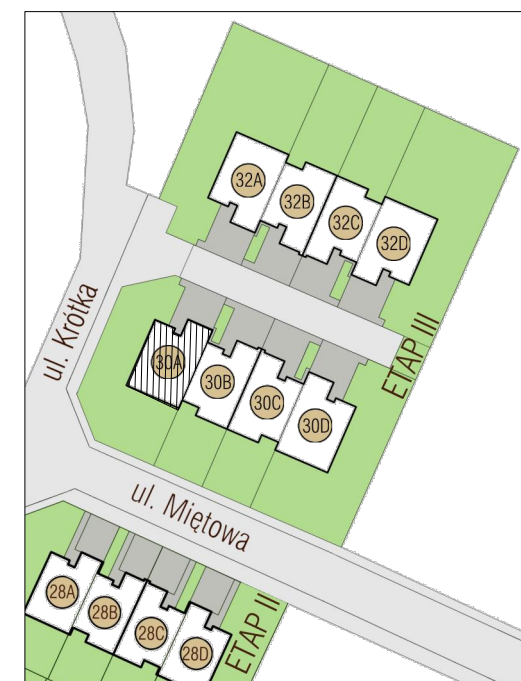 32A
32B
32C
32D
ul. Krótka
ETAP III
30A
30B
30C
30D
ul. Miętowa
28A
28B
28C
28D
ETAP II